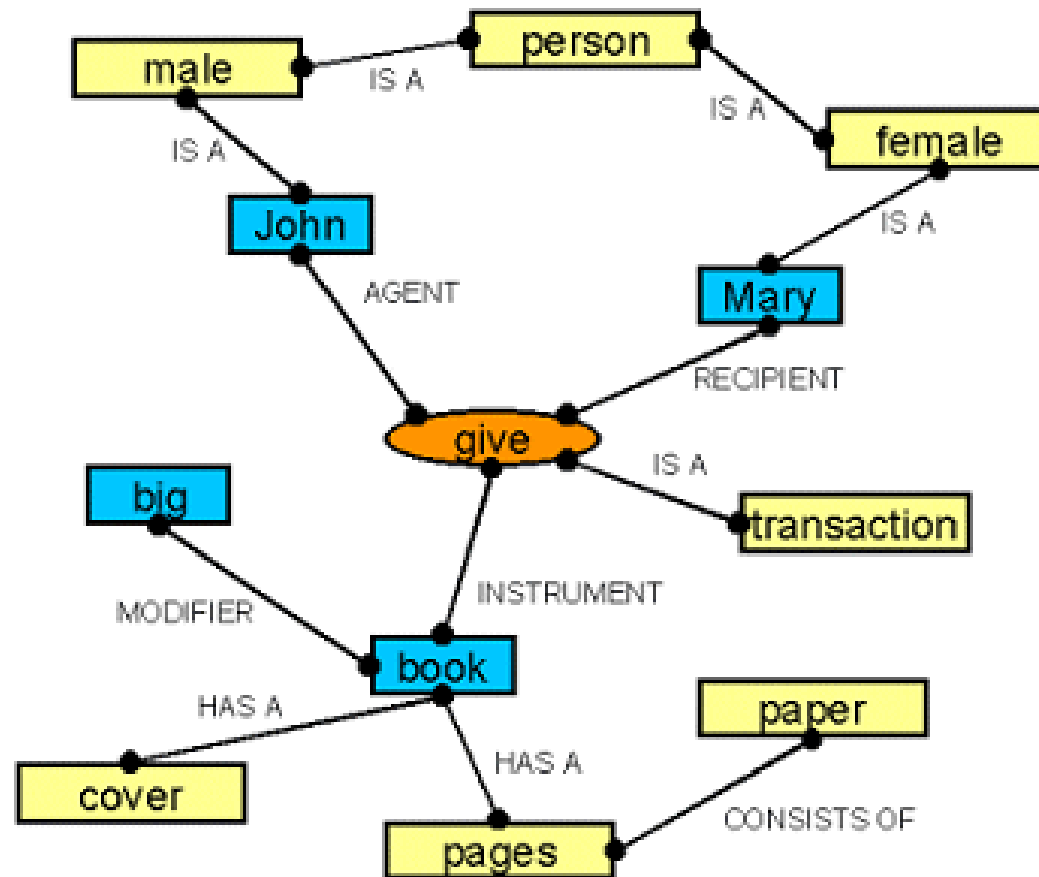 person
male
IS A
IS A
female
IS A
John
IS A
AGENT
Mary
RECIPIENT
give
IS A
big
transaction
INSTRUMENT
MODIFIER
book
HAS A
paper
HAS A
cover
CONSISTS OF
pages